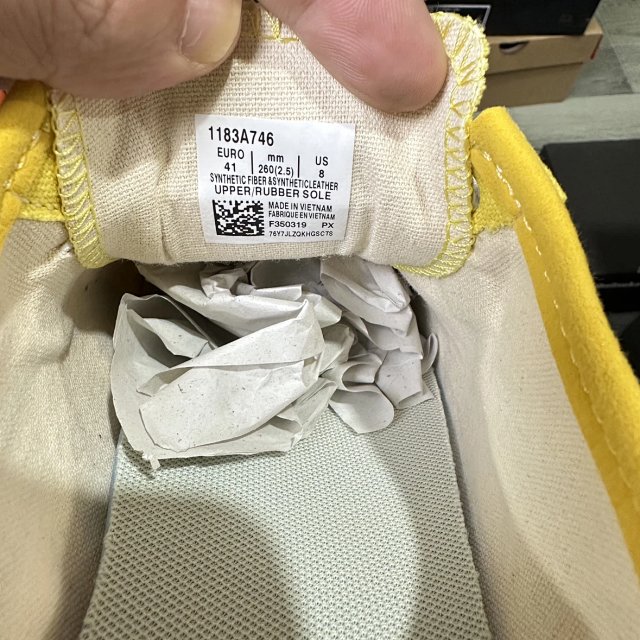 1183A746
EURO mm US
41 260(2.5) 8
SYNTHETIC FIBER &SYNTHETICLEATHER
UPPER/RUBBER SOLE
MADE IN VIETNAM
FABRIQUE EN VIETNAM
F350319 PX
76Y7JLZQKHGSCTS